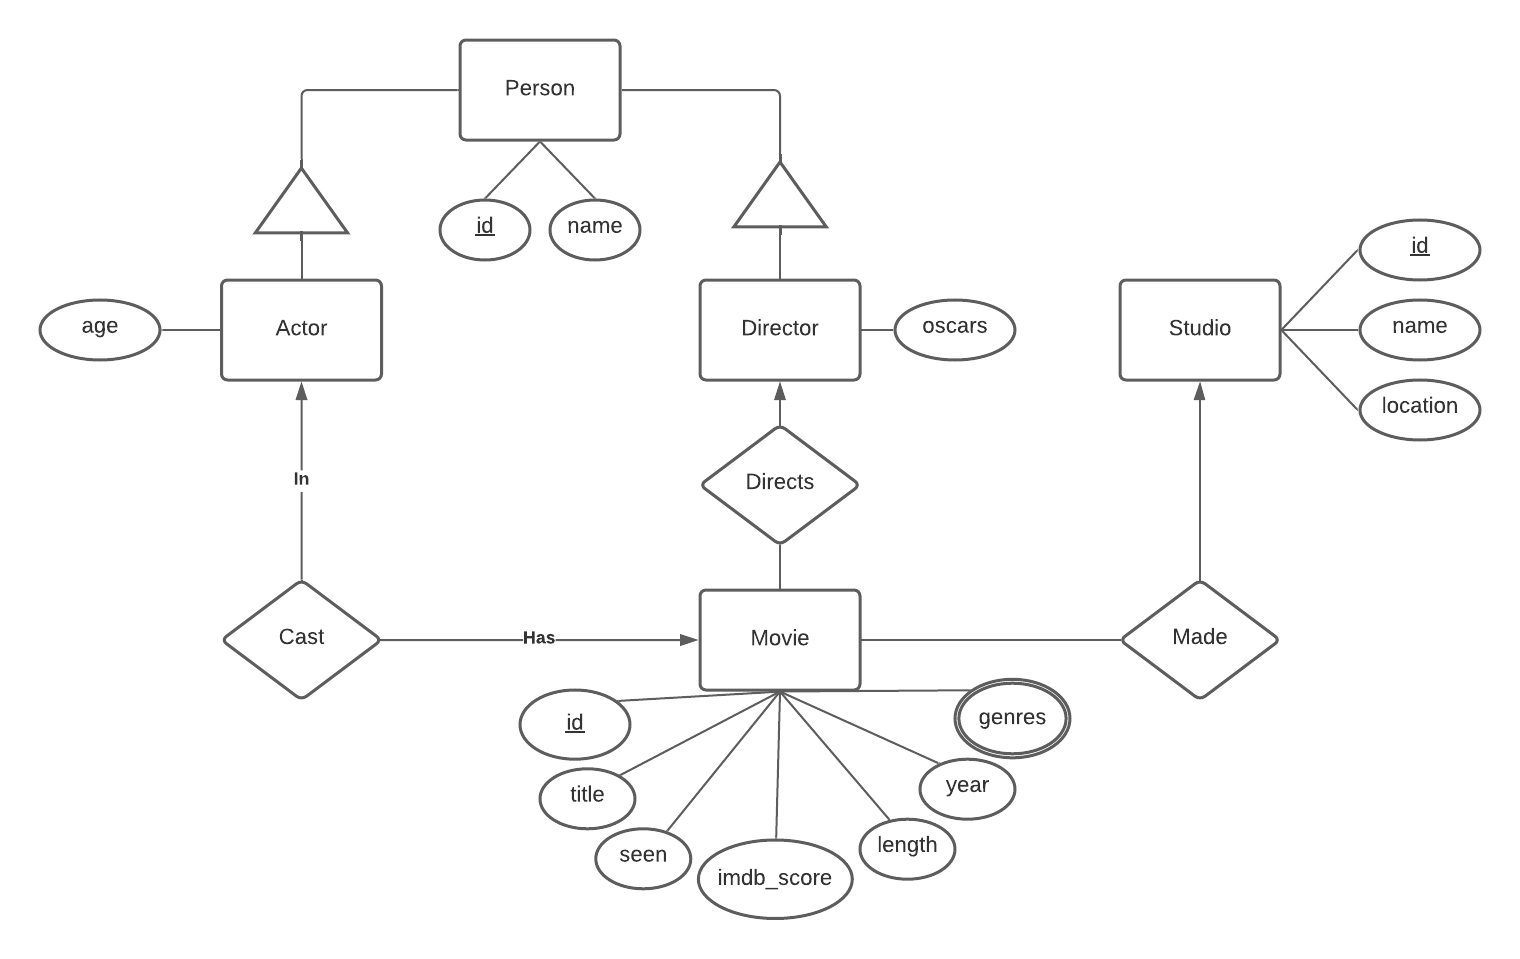 Person
id
name
age
Actor
Director
oscars
Studio
id
name
location
In
Directs
Cast
Has
Movie
Made
id
title
seen
imdb_score
length
year
genres